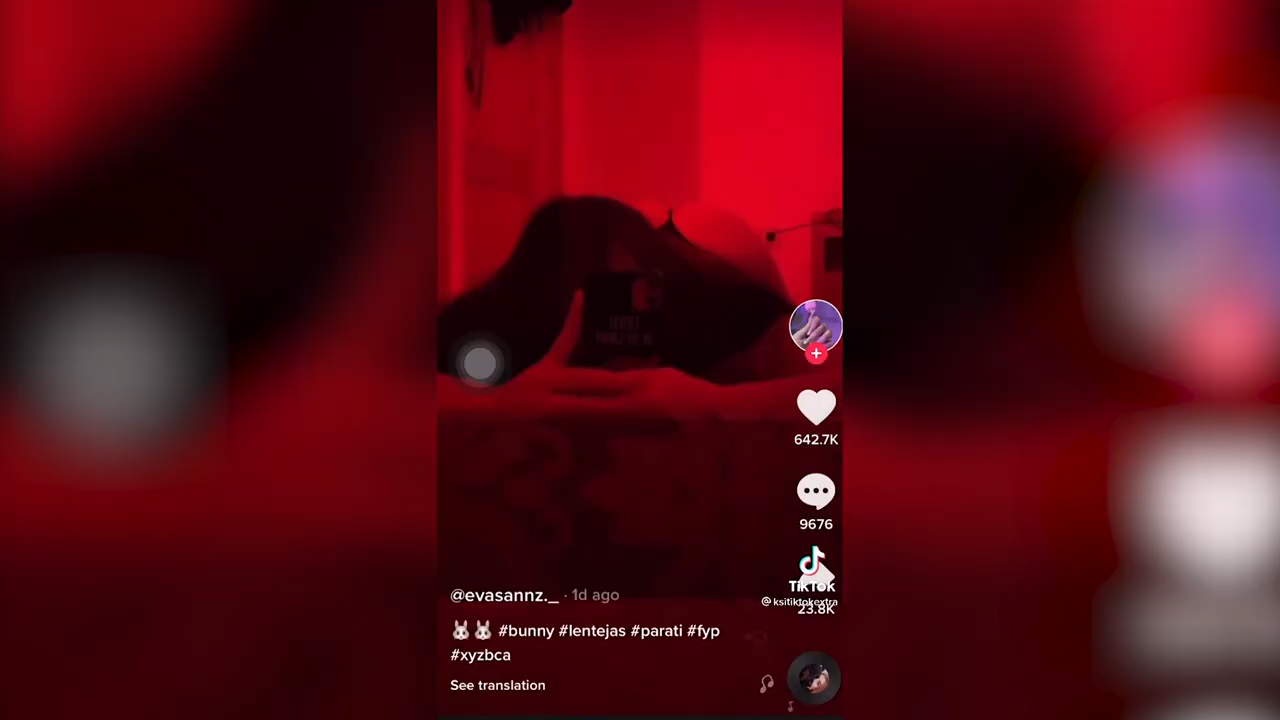 642.7K
9676
TikTok
@ksitiktokextra
23.8K
@evasannz._ · 1d ago
🐰🐰 #bunny #lentejas #parati #fyp
#xyzbca
See translation